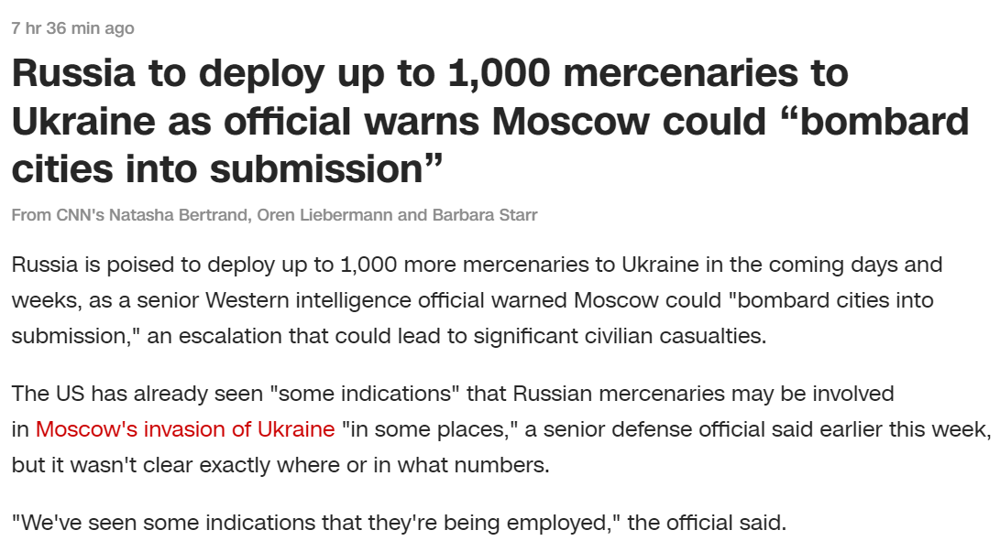 7 hr 36 min ago
Russia to deploy up to 1,000 mercenaries to
Ukraine as official warns Moscow could “bombard
cities into submission”
From CNN's Natasha Bertrand, Oren Liebermann and Barbara Starr
Russia is poised to deploy up to 1,000 more mercenaries to Ukraine in the coming days and
weeks, as a senior Western intelligence official warned Moscow could "bombard cities into
submission," an escalation that could lead to significant civilian casualties.
The US has already seen "some indications" that Russian mercenaries may be involved
in Moscow's invasion of Ukraine "in some places," a senior defense official said earlier this week,
but it wasn't clear exactly where or in what numbers.
"We've seen some indications that they're being employed," the official said.